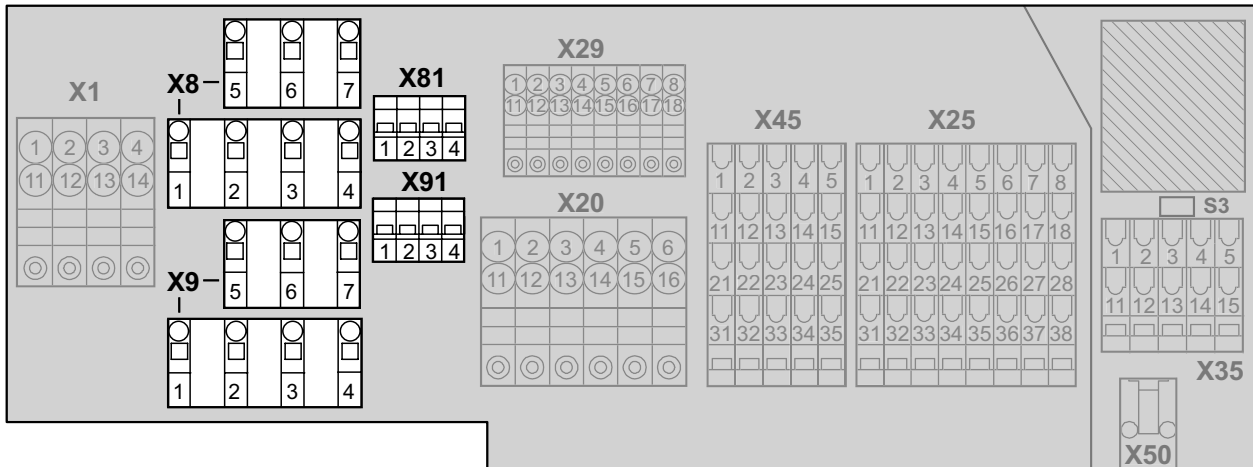 X1
1 2 3 4
11 12 13 14
X8
5 6 7
1 2 3 4
X9
5 6 7
1 2 3 4
X81
1 2 3 4
X91
1 2 3 4
X29
1 2 3 4 5 6 7 8
11 12 13 14 15 16 17 18
X20
1 2 3 4 5 6
11 12 13 14 15 16
X45
1 2 3 4 5
11 12 13 14 15
21 22 23 24 25
31 32 33 34 35
X25
1 2 3 4 5 6 7 8
11 12 13 14 15 16 17 18
21 22 23 24 25 26 27 28
31 32 33 34 35 36 37 38
S3
1 2 3 4 5
11 12 13 14 15
X35
X50